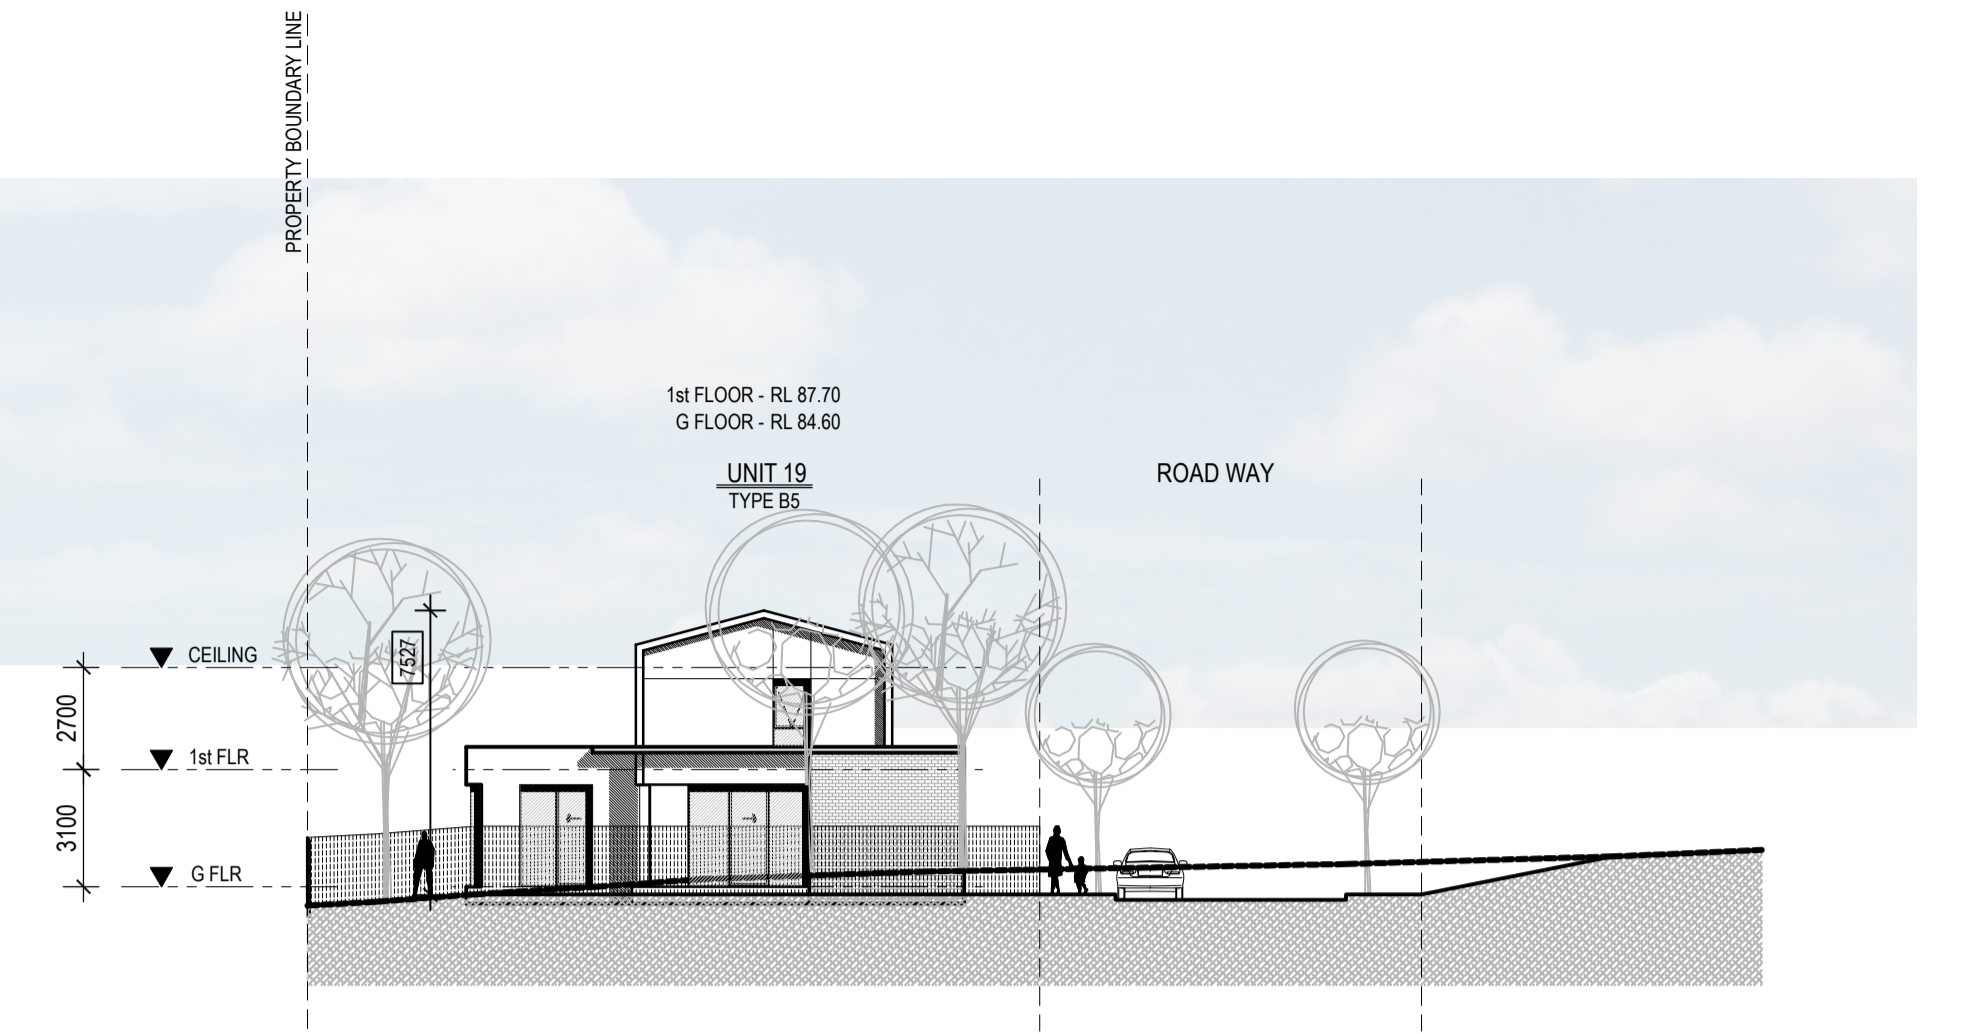 PROPERTY BOUNDARY LINE
1st FLOOR - RL 87.70
G FLOOR - RL 84.60
UNIT 19
TYPE B5
ROAD WAY
CEILING
7527
2700
1st FLR
3100
G FLR